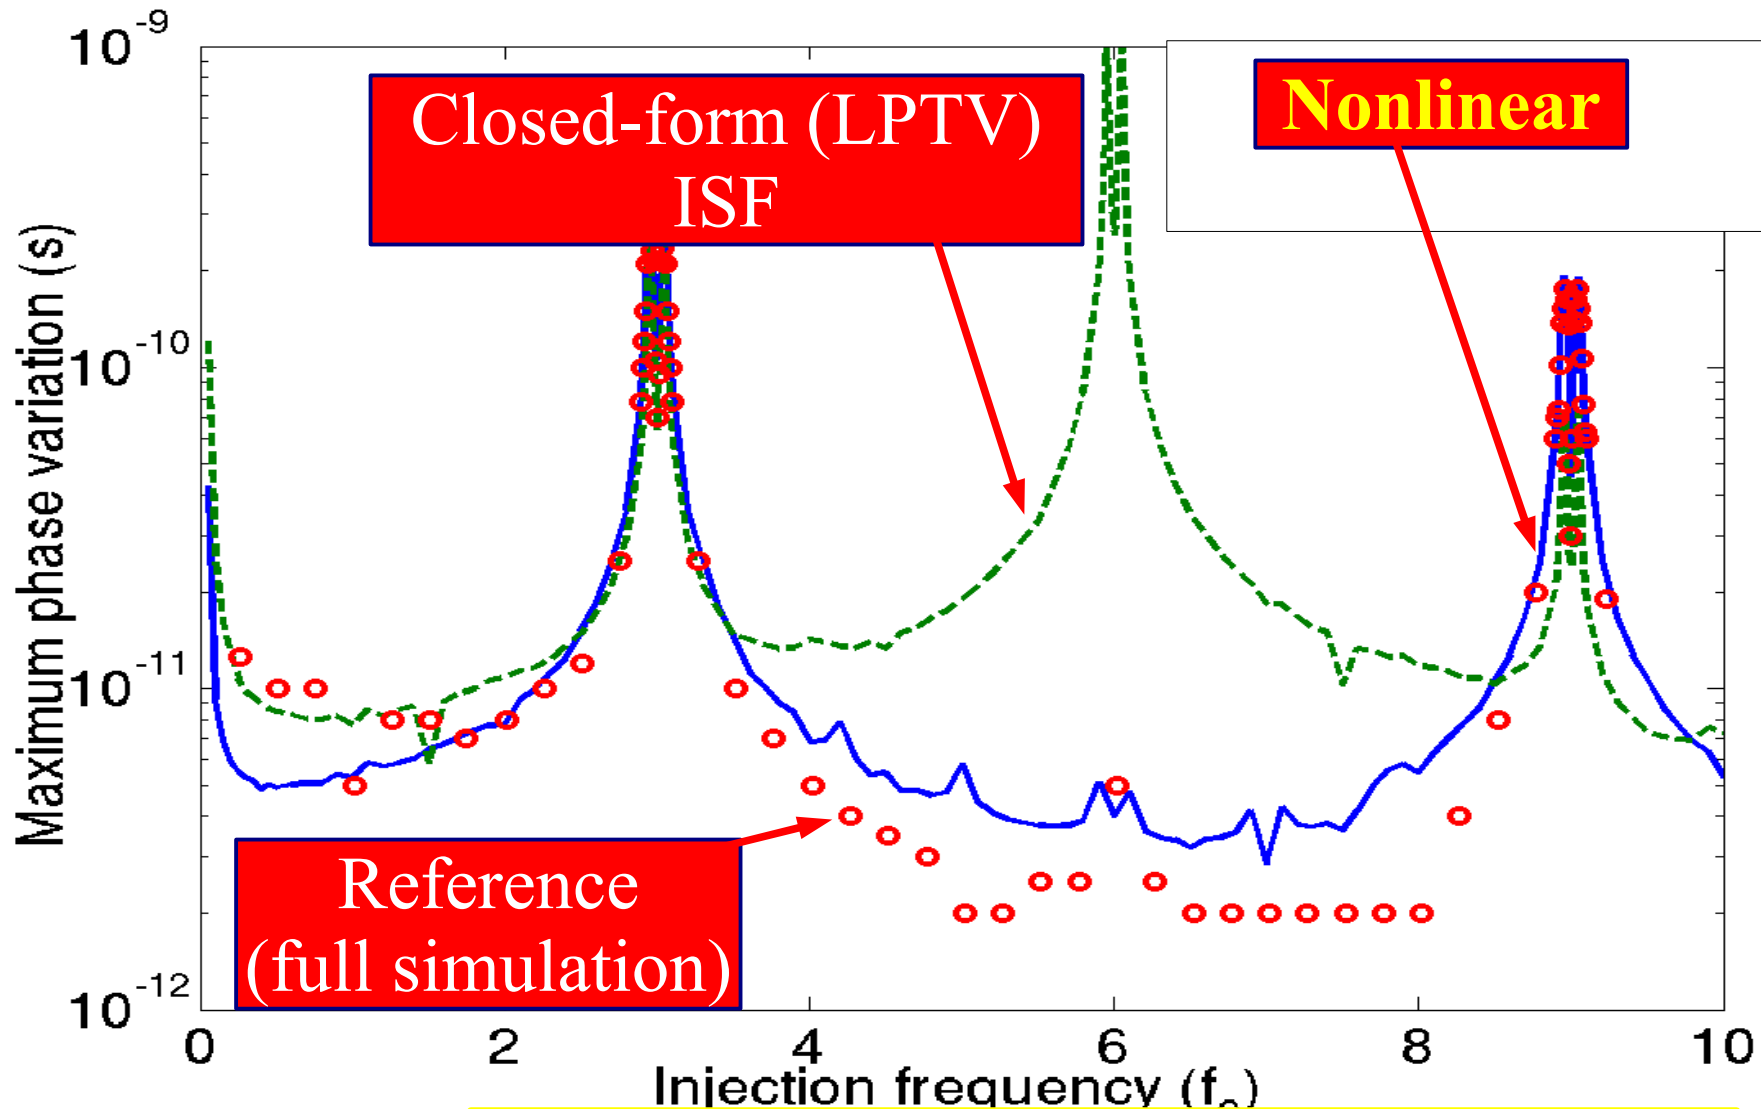 10^-9
Closed-form (LPTV)
ISF
Nonlinear
Maximum phase variation (s)
10^-10
10^-11
Reference
(full simulation)
10^-12
0 2 4 6 8 10
Injection frequency (f